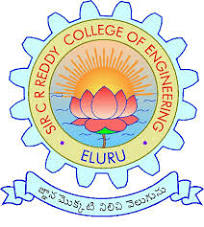 SIR C R REDDY COLLEGE OF ENGINEERING
· ELURU ·
జ్ఞానమొక్కటి నిలిచి వెలుగును